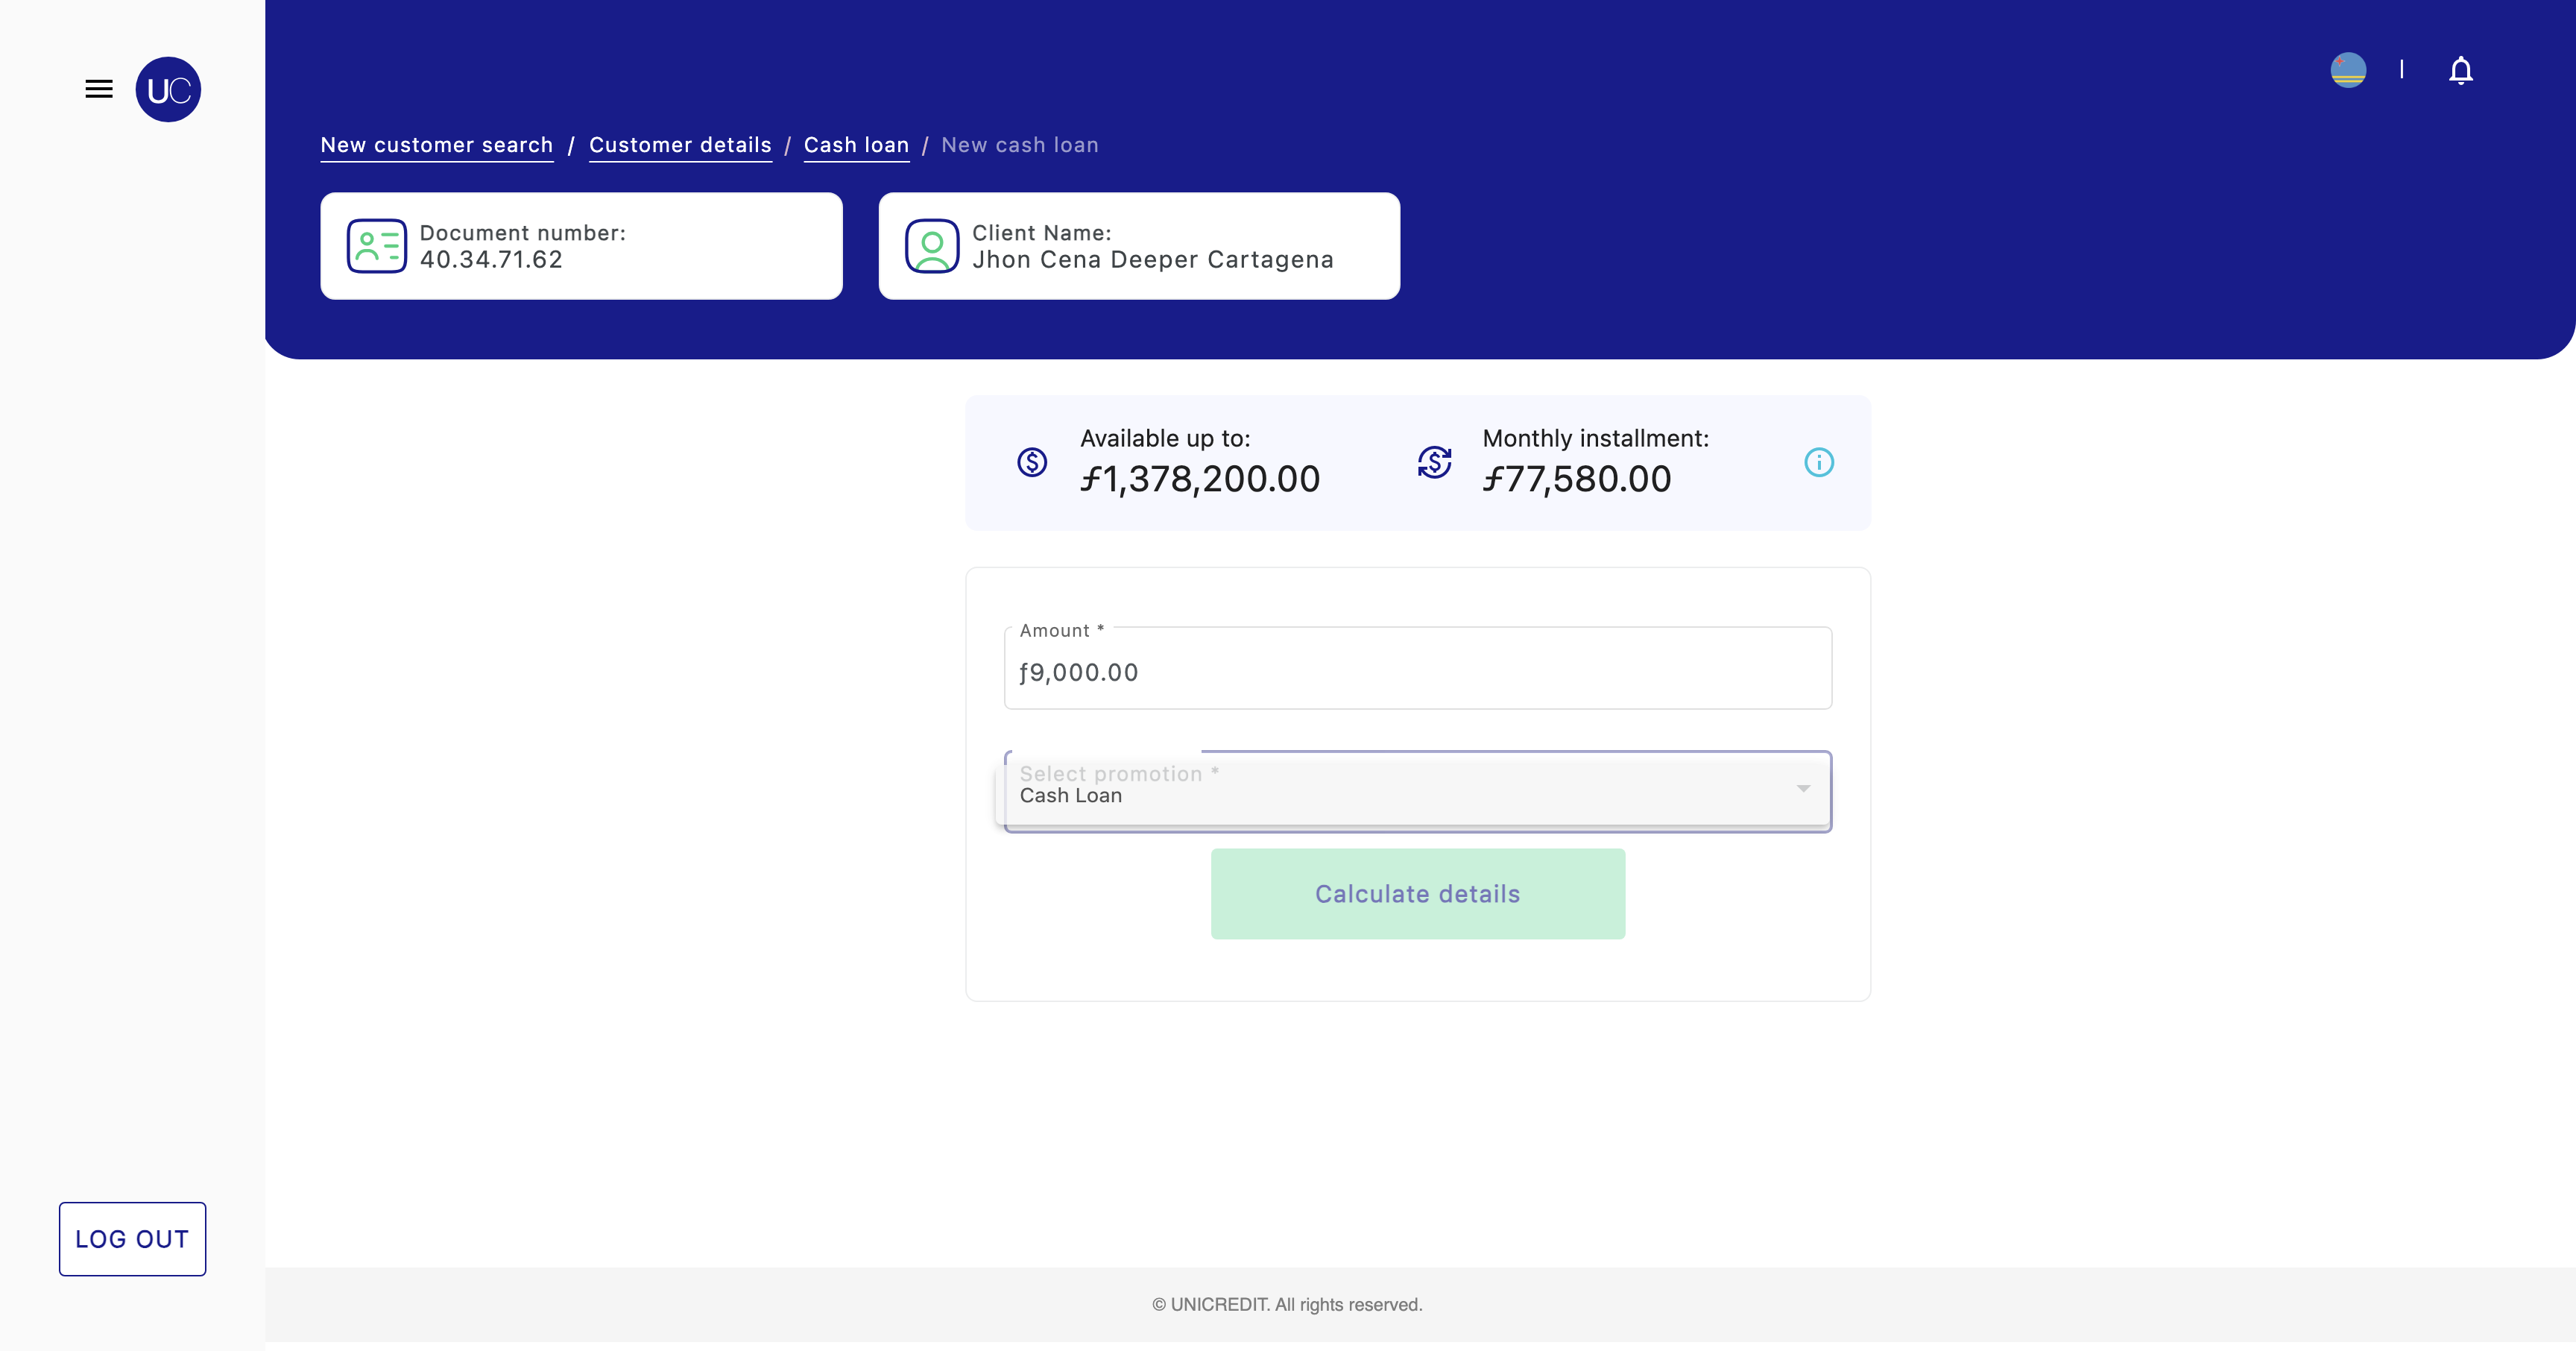 UC
New customer search / Customer details / Cash loan / New cash loan
Document number:
40.34.71.62
Client Name:
Jhon Cena Deeper Cartagena
Available up to:
ƒ1,378,200.00
Monthly installment:
ƒ77,580.00
Amount *
ƒ9,000.00
Select promotion *
Cash Loan
Calculate details
LOG OUT
© UNICREDIT. All rights reserved.